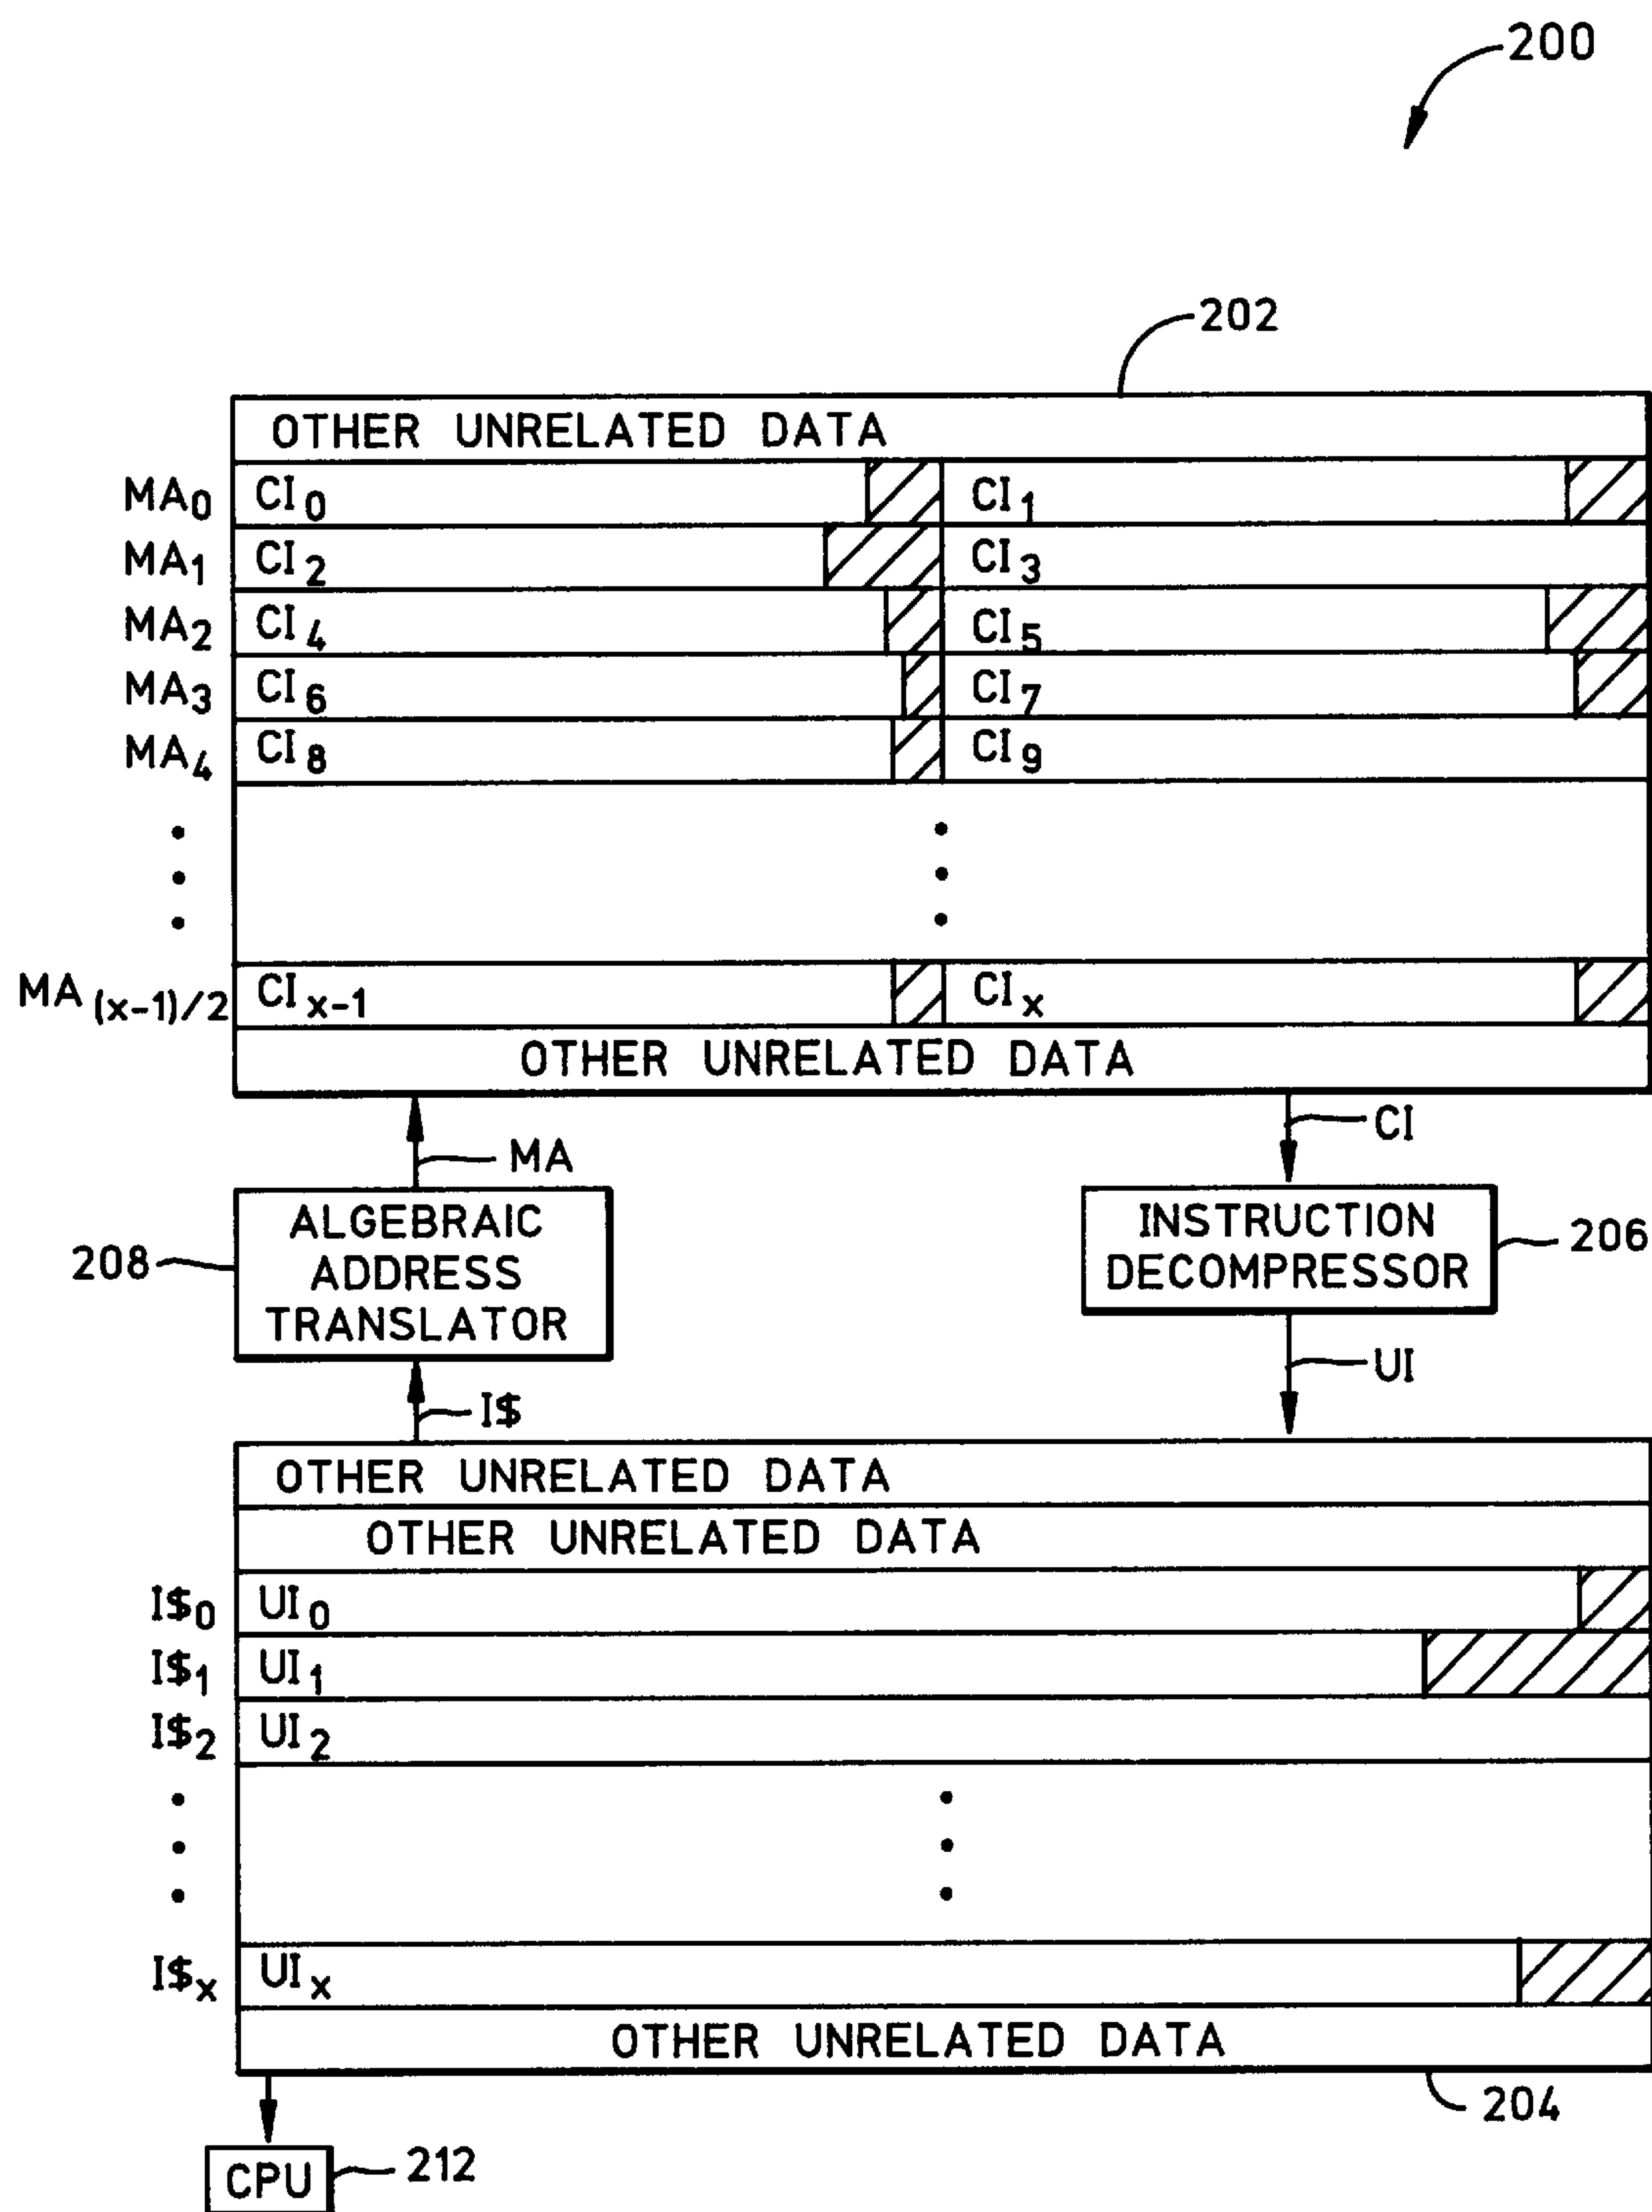 200
202
OTHER UNRELATED DATA
MA₀ CI₀ CI₁
MA₁ CI₂ CI₃
MA₂ CI₄ CI₅
MA₃ CI₆ CI₇
MA₄ CI₈ CI₉
MA₍ₓ₋₁₎/₂ CIₓ₋₁ CIₓ
OTHER UNRELATED DATA
MA
CI
ALGEBRAIC
ADDRESS
TRANSLATOR
208
INSTRUCTION
DECOMPRESSOR
206
I$
UI
OTHER UNRELATED DATA
OTHER UNRELATED DATA
I$₀ UI₀
I$₁ UI₁
I$₂ UI₂
I$ₓ UIₓ
OTHER UNRELATED DATA
204
CPU
212